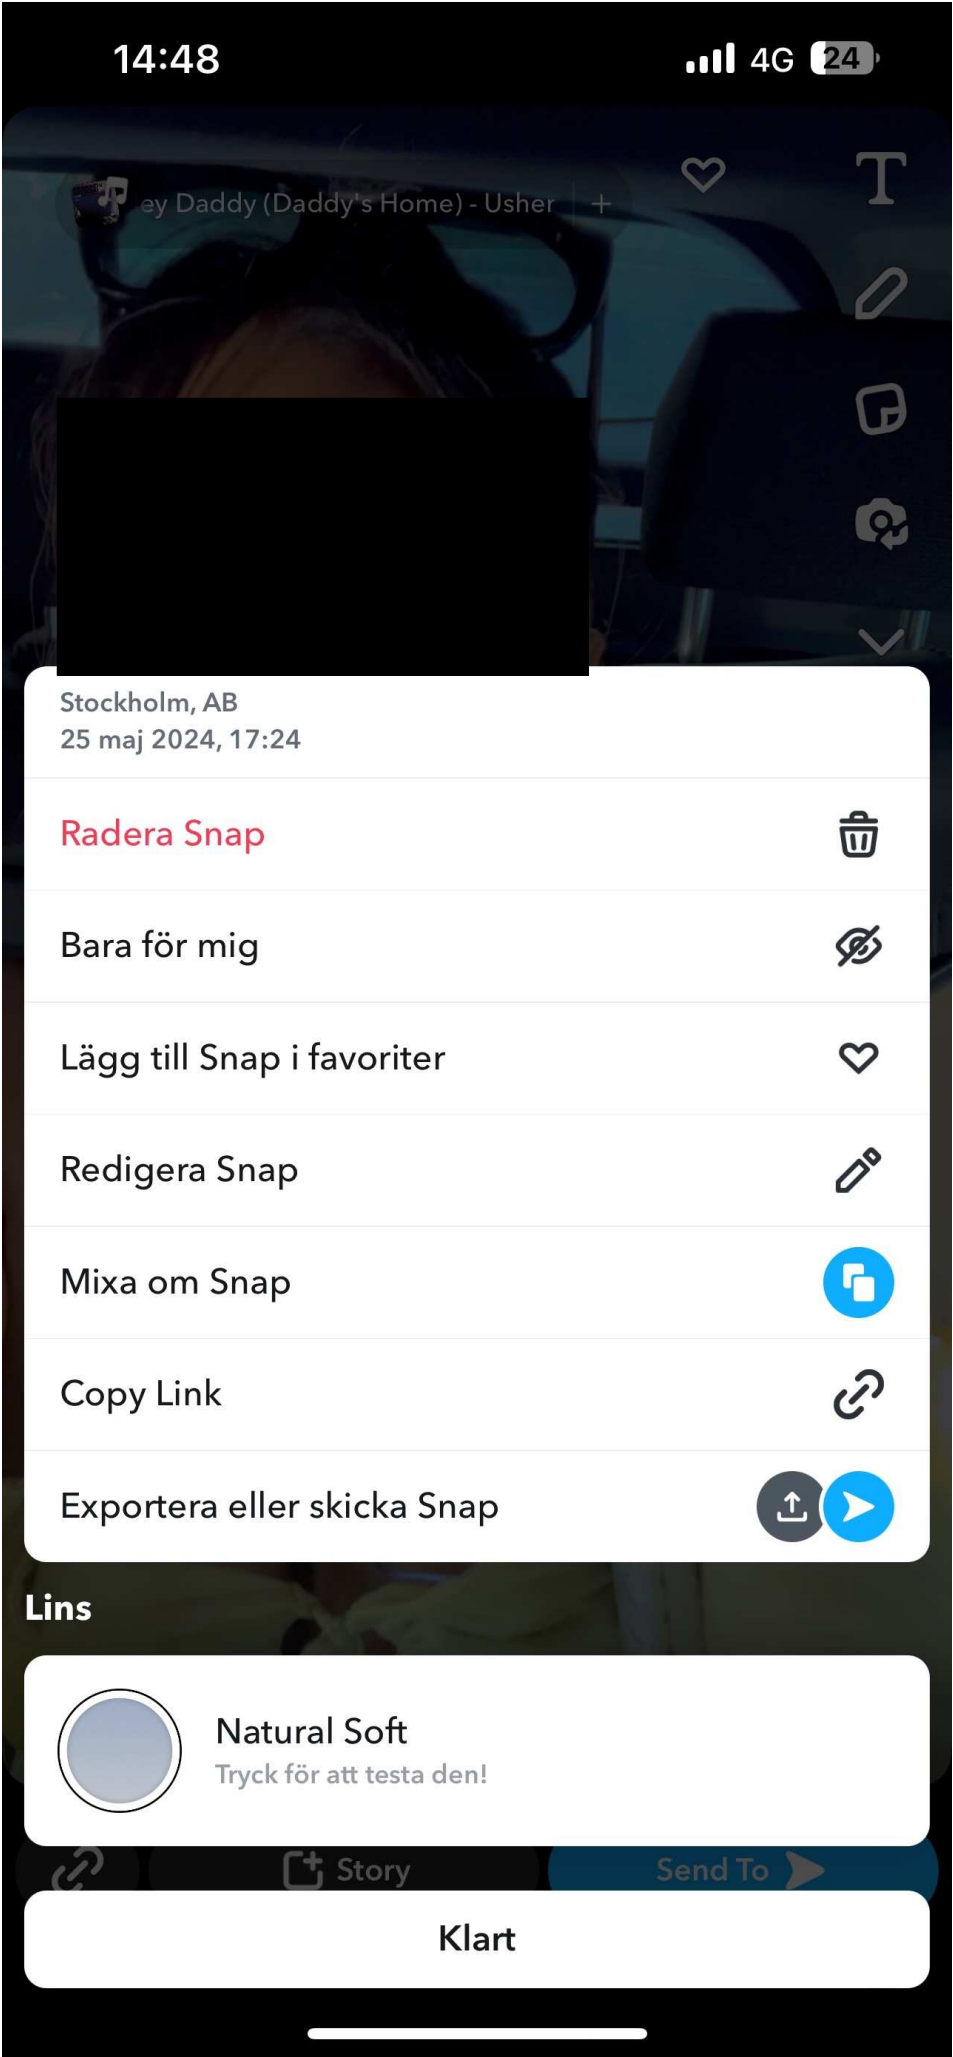 14:48
4G 24
ey Daddy (Daddy's Home) - Usher
T
Stockholm, AB
25 maj 2024, 17:24
Radera Snap
Bara för mig
Lägg till Snap i favoriter
Redigera Snap
Mixa om Snap
Copy Link
Exportera eller skicka Snap
Lins
Natural Soft
Tryck för att testa den!
Story
Send To
Klart